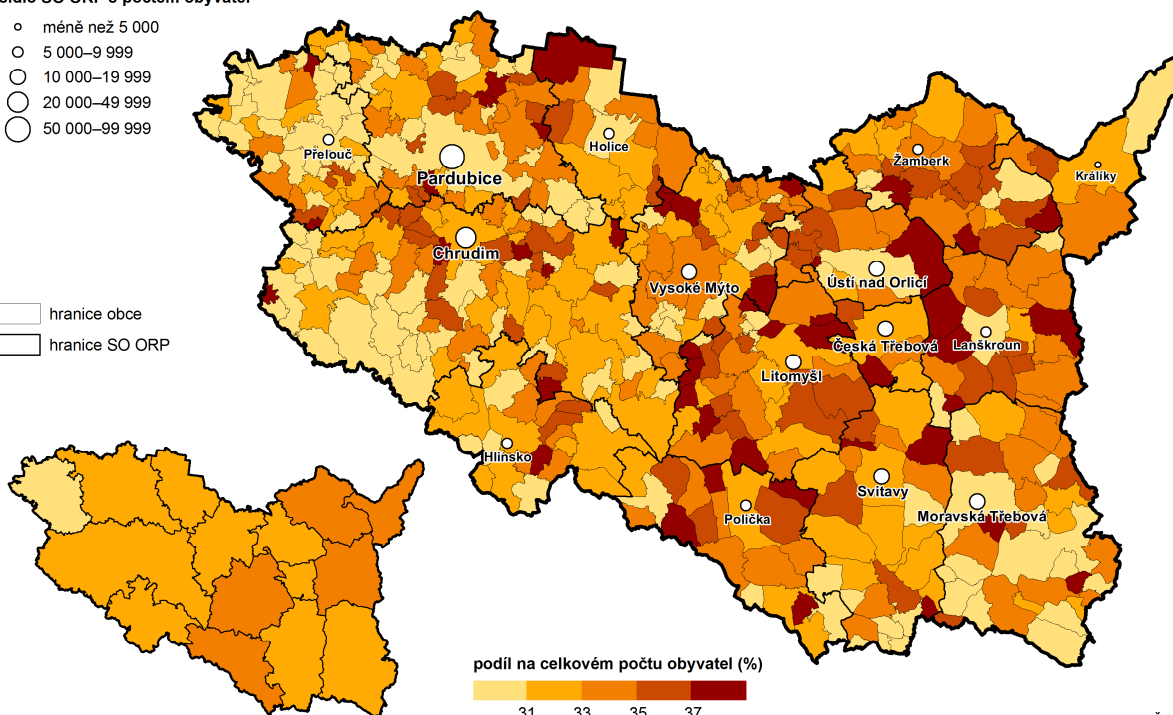 méně než 5 000
5 000–9 999
10 000–19 999
20 000–49 999
50 000–99 999
hranice obce
hranice SO ORP
Přelouč
Pardubice
Holice
Žamberk
Králíky
Chrudim
Vysoké Mýto
Ústí nad Orlicí
Česká Třebová
Lanškroun
Litomyšl
Hlinsko
Polička
Svitavy
Moravská Třebová
podíl na celkovém počtu obyvatel (%)
31 33 35 37